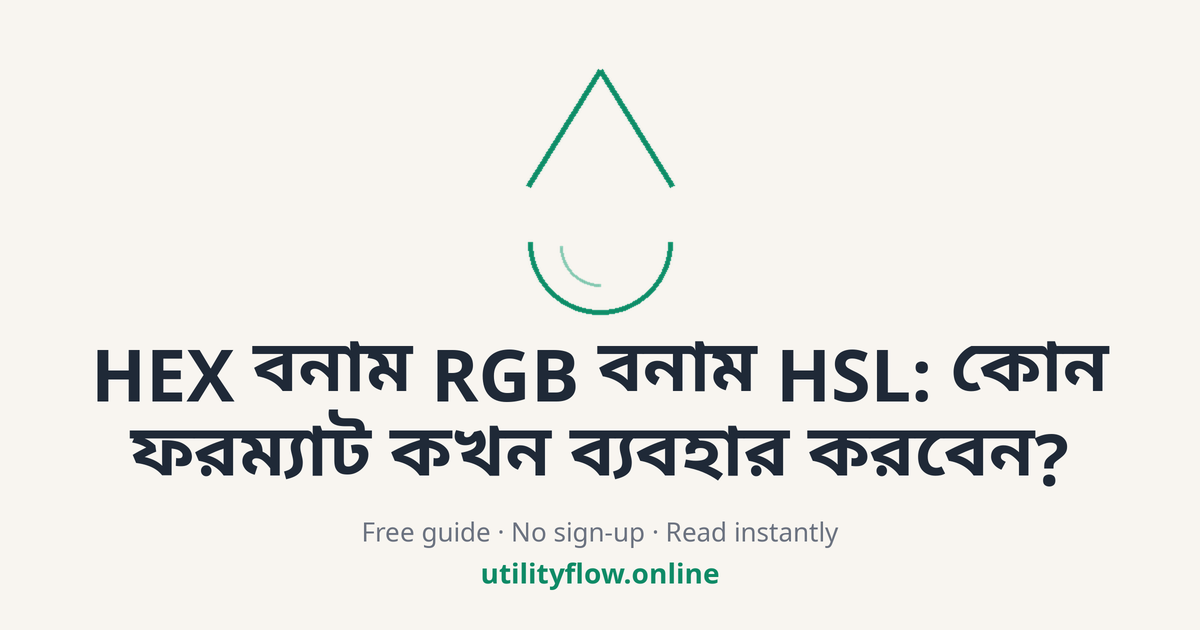 HEX বনাম RGB বনাম HSL: কোন
ফরম্যাট কখন ব্যবহার করবেন?
Free guide · No sign-up · Read instantly
utilityflow.online